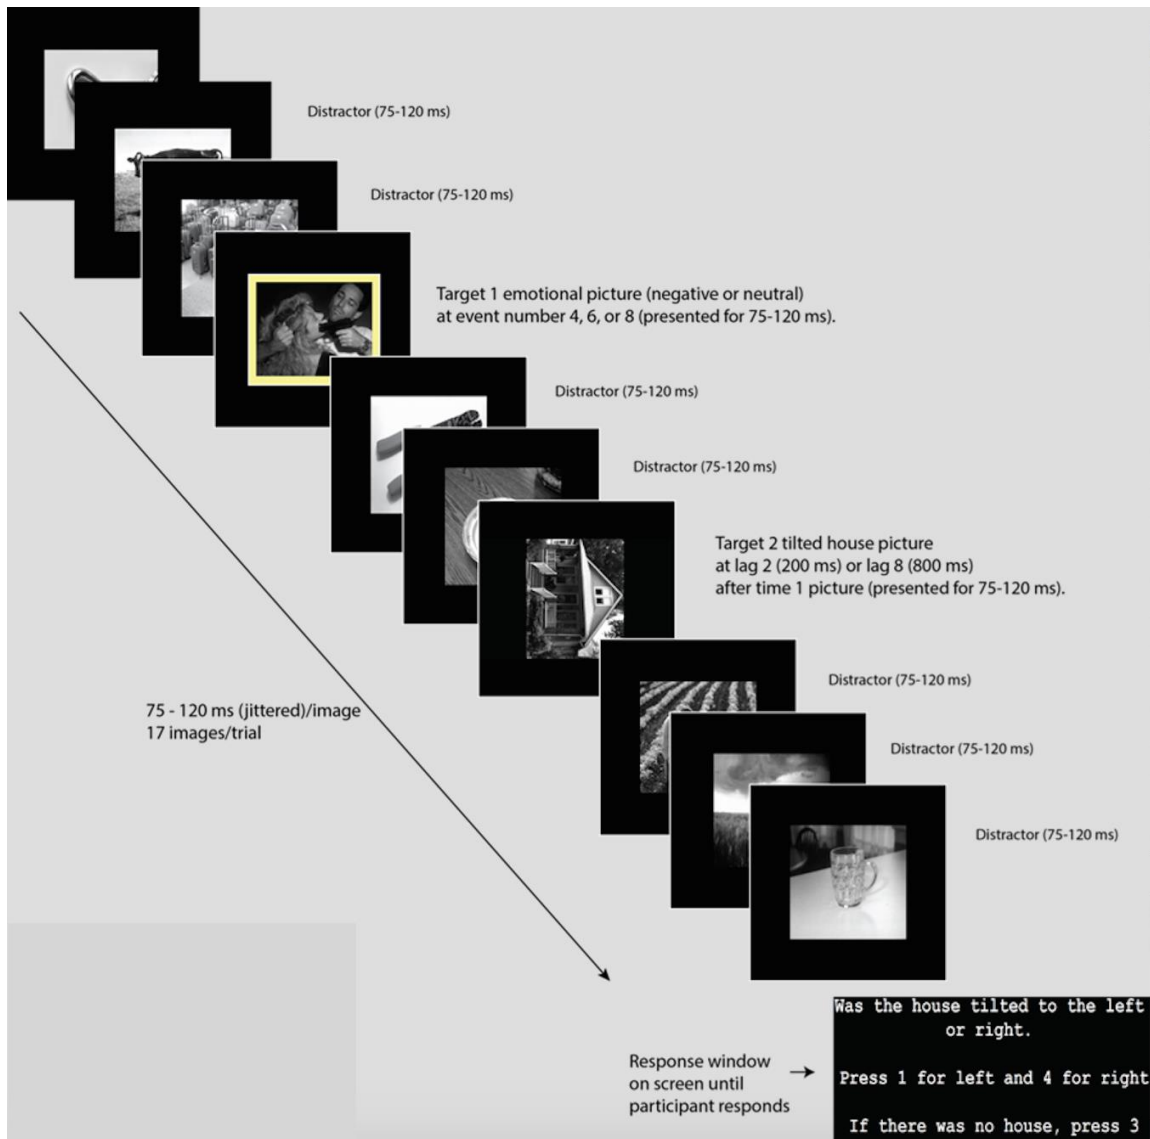 Distractor (75-120 ms)
Distractor (75-120 ms)
Target 1 emotional picture (negative or neutral)
at event number 4, 6, or 8 (presented for 75-120 ms).
Distractor (75-120 ms)
Distractor (75-120 ms)
Target 2 tilted house picture
at lag 2 (200 ms) or lag 8 (800 ms)
after time 1 picture (presented for 75-120 ms).
Distractor (75-120 ms)
75 - 120 ms (jittered)/image
17 images/trial
Distractor (75-120 ms)
Distractor (75-120 ms)
Response window
on screen until
participant responds
Was the house tilted to the left
or right.
Press 1 for left and 4 for right
If there was no house, press 3